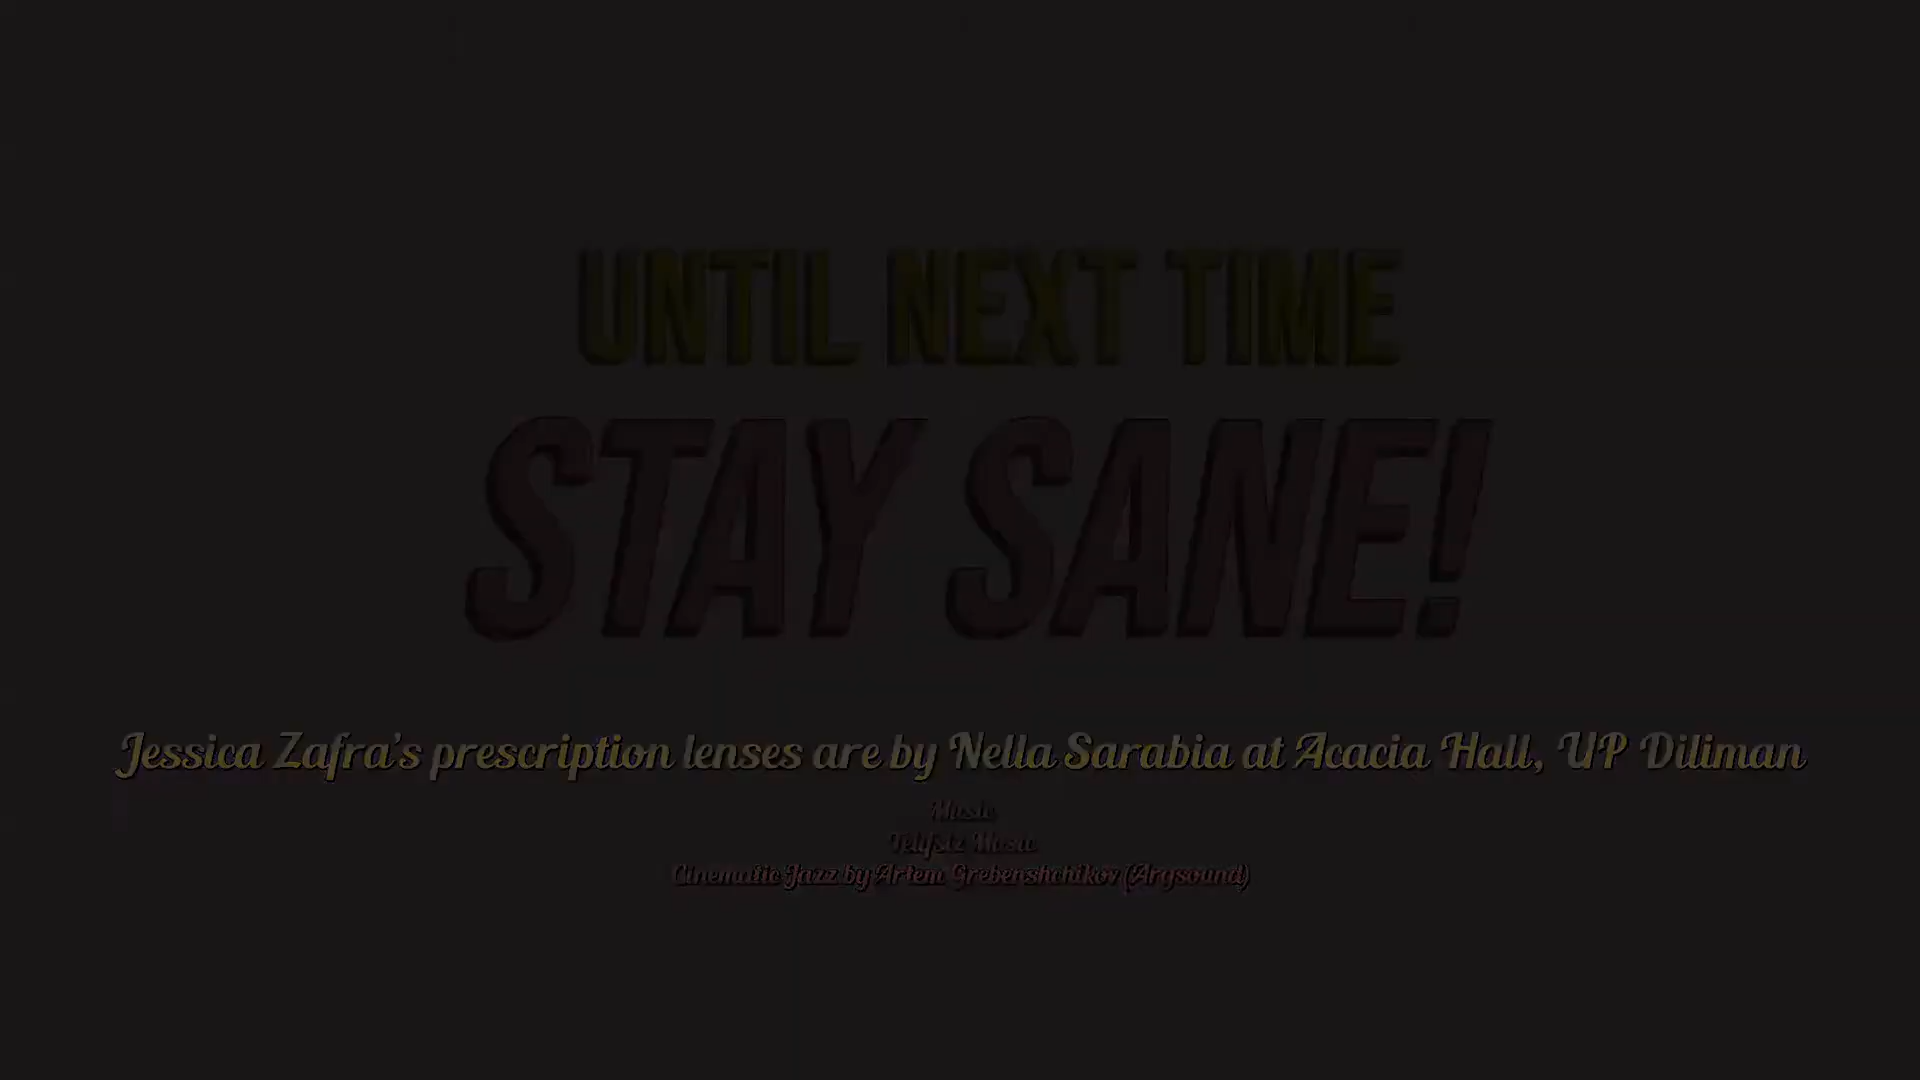 UNTIL NEXT TIME
STAY SANE!
Jessica Zafra's prescription lenses are by Nella Sarabia at Acacia Hall, UP Diliman
Music
Music
Cinematic Jazz by Artem Grebenshchikov (Argsound)